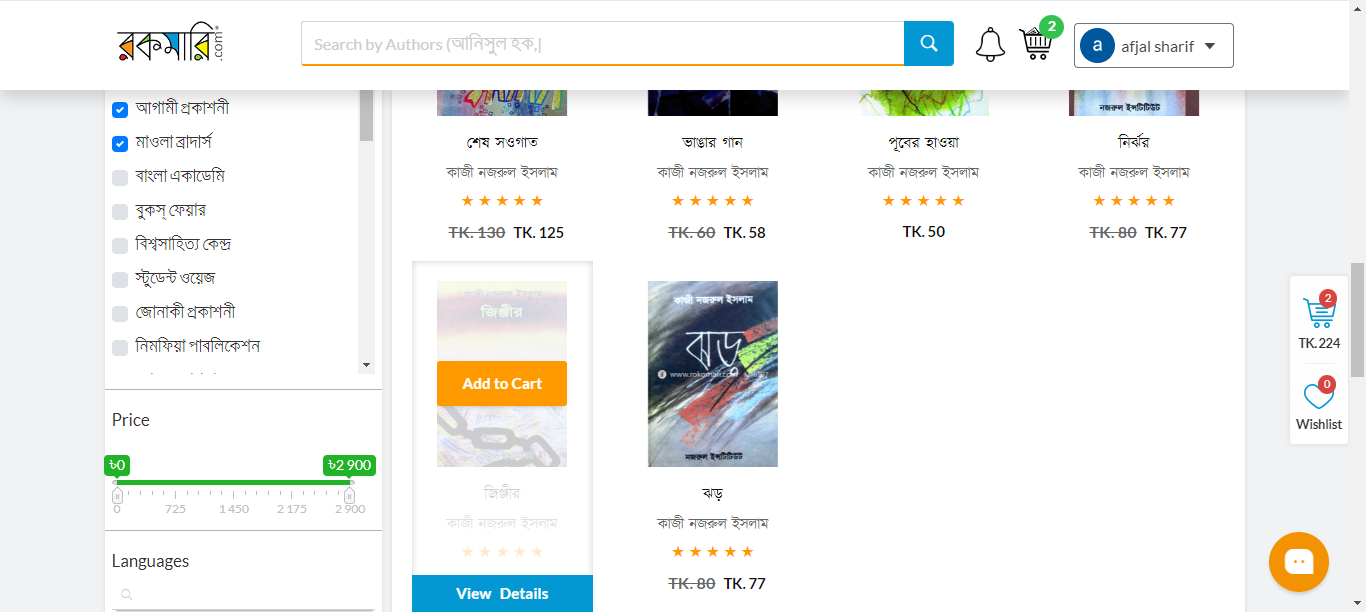 রকমারি.com
Search by Authors (আনিসুল হক,|
2
a afjal sharif
আগামী প্রকাশনী
মাওলা ব্রাদার্স
বাংলা একাডেমি
বুকস্ ফেয়ার
বিশ্বসাহিত্য কেন্দ্র
স্টুডেন্ট ওয়েজ
জোনাকী প্রকাশনী
নিমফিয়া পাবলিকেশন
Price
৳0 ৳2 900
0 725 1 450 2 175 2 900
Languages
নজরুল ইন্সটিটিউট
শেষ সওগাত ভাঙার গান পূবের হাওয়া নির্ঝর
কাজী নজরুল ইসলাম কাজী নজরুল ইসলাম কাজী নজরুল ইসলাম কাজী নজরুল ইসলাম
TK. 130 TK. 125 TK. 60 TK. 58 TK. 50 TK. 80 TK. 77
কাজী নজরুল ইসলাম
জিঞ্জীর
Add to Cart
জিঞ্জীর
কাজী নজরুল ইসলাম
View Details
কাজী নজরুল ইসলাম
ঝড়
নজরুল ইন্সটিটিউট
ঝড়
কাজী নজরুল ইসলাম
TK. 80 TK. 77
2
TK.224
0
Wishlist